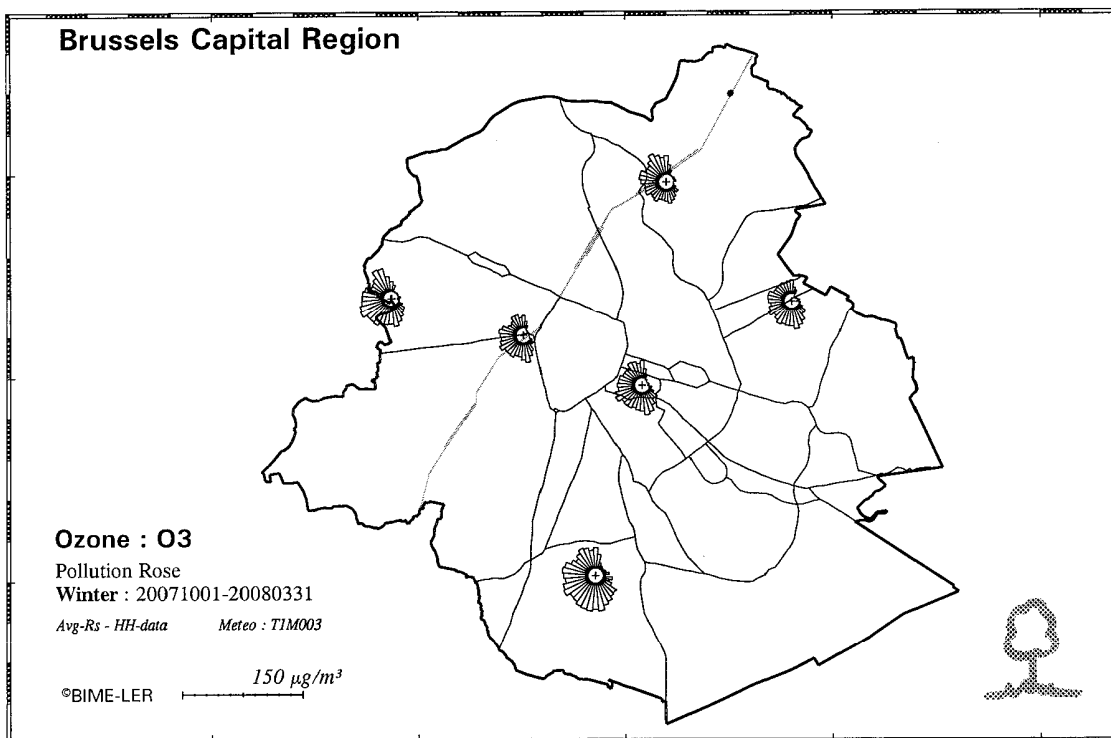 Brussels Capital Region
Ozone : O3
Pollution Rose
Winter : 20071001-20080331
Avg-Rs - HH-data Meteo : T1M003
150 µg/m³
©BIME-LER